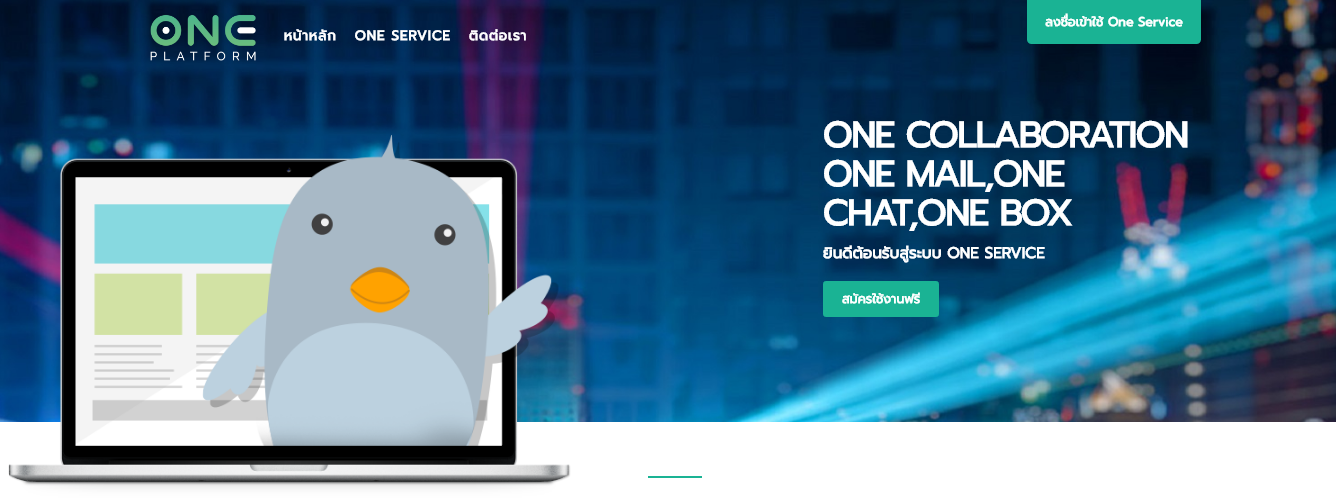 ONE
PLATFORM
หน้าหลัก ONE SERVICE ติดต่อเรา
ลงชื่อเข้าใช้ One Service
ONE COLLABORATION
ONE MAIL,ONE
CHAT,ONE BOX
ยินดีต้อนรับสู่ระบบ ONE SERVICE
สมัครใช้งานฟรี